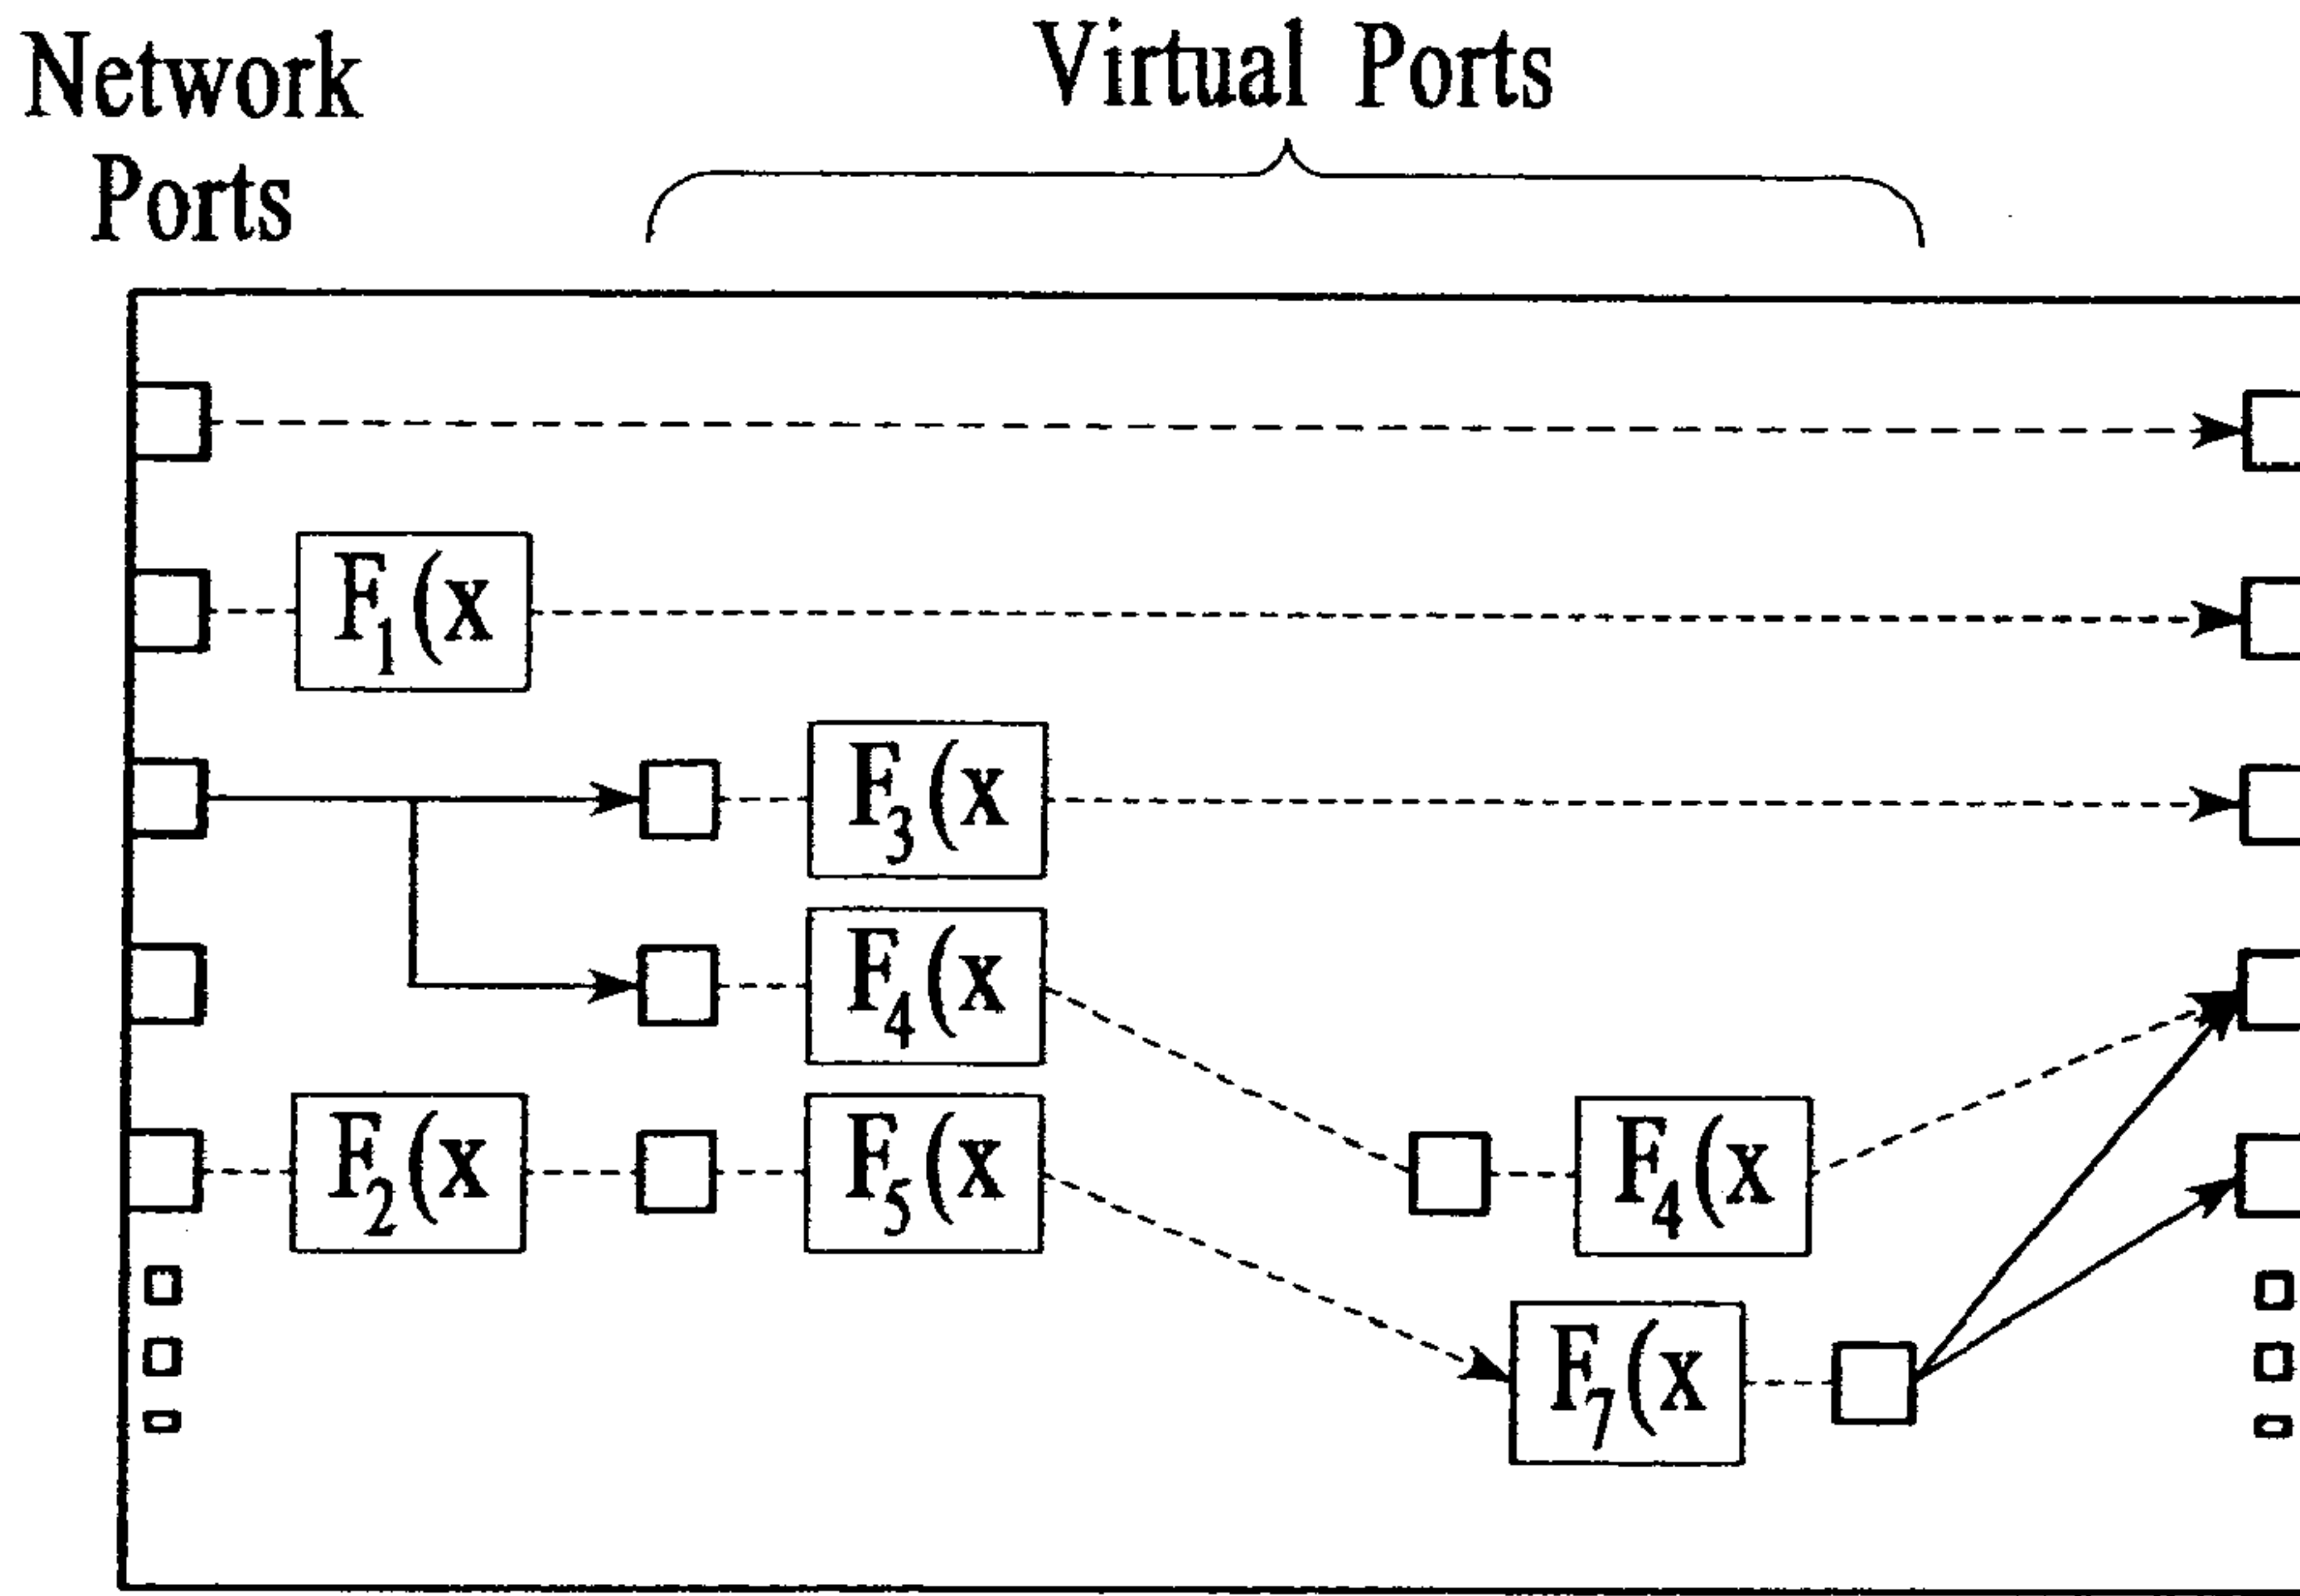 Network
Ports
Virtual Ports
F1(x
F3(x
F4(x
F2(x
F5(x
F4(x
F7(x